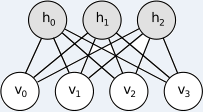 h₀ h₁ h₂
v₀ v₁ v₂ v₃